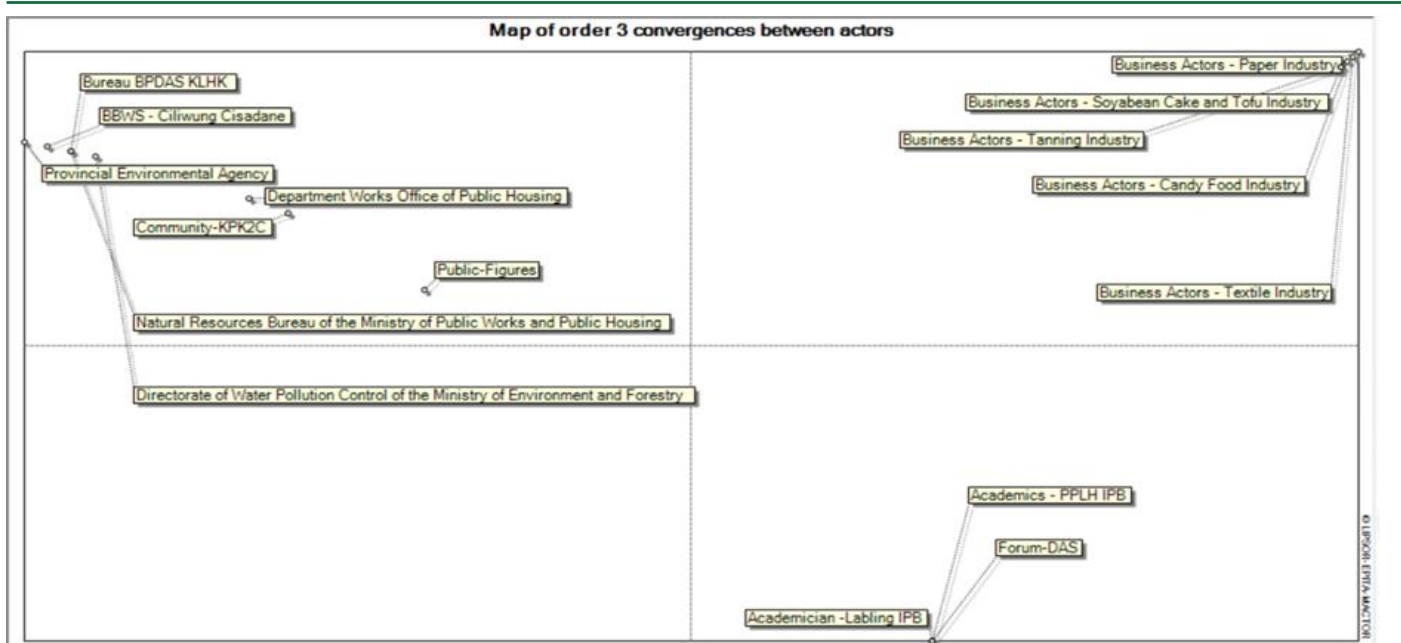 Map of order 3 convergences between actors
Business Actors - Paper Industry
Bureau BPDAS KLHK
Business Actors - Soyabean Cake and Tofu Industry
BBWS - Ciliwung Cisadane
Business Actors - Tanning Industry
Provincial Environmental Agency
Business Actors - Candy Food Industry
Department Works Office of Public Housing
Community-KPK2C
Public-Figures
Business Actors - Textile Industry
Natural Resources Bureau of the Ministry of Public Works and Public Housing
Directorate of Water Pollution Control of the Ministry of Environment and Forestry
Academics - PPLH IPB
Forum-DAS
Academician -Labling IPB
© LIPSOR-EPITA-MACTOR